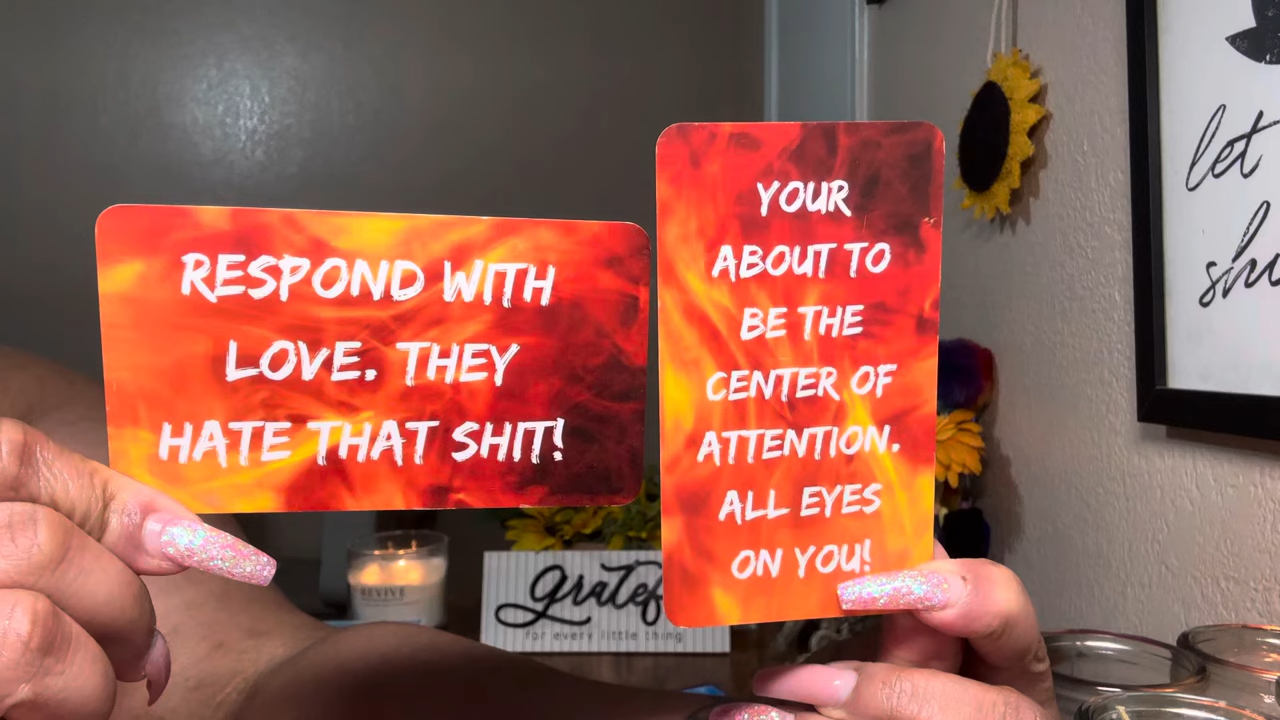 RESPOND WITH
LOVE. THEY
HATE THAT SHIT!
YOUR
ABOUT TO
BE THE
CENTER OF
ATTENTION.
ALL EYES
ON YOU!
let
REVIVE
for every little thing